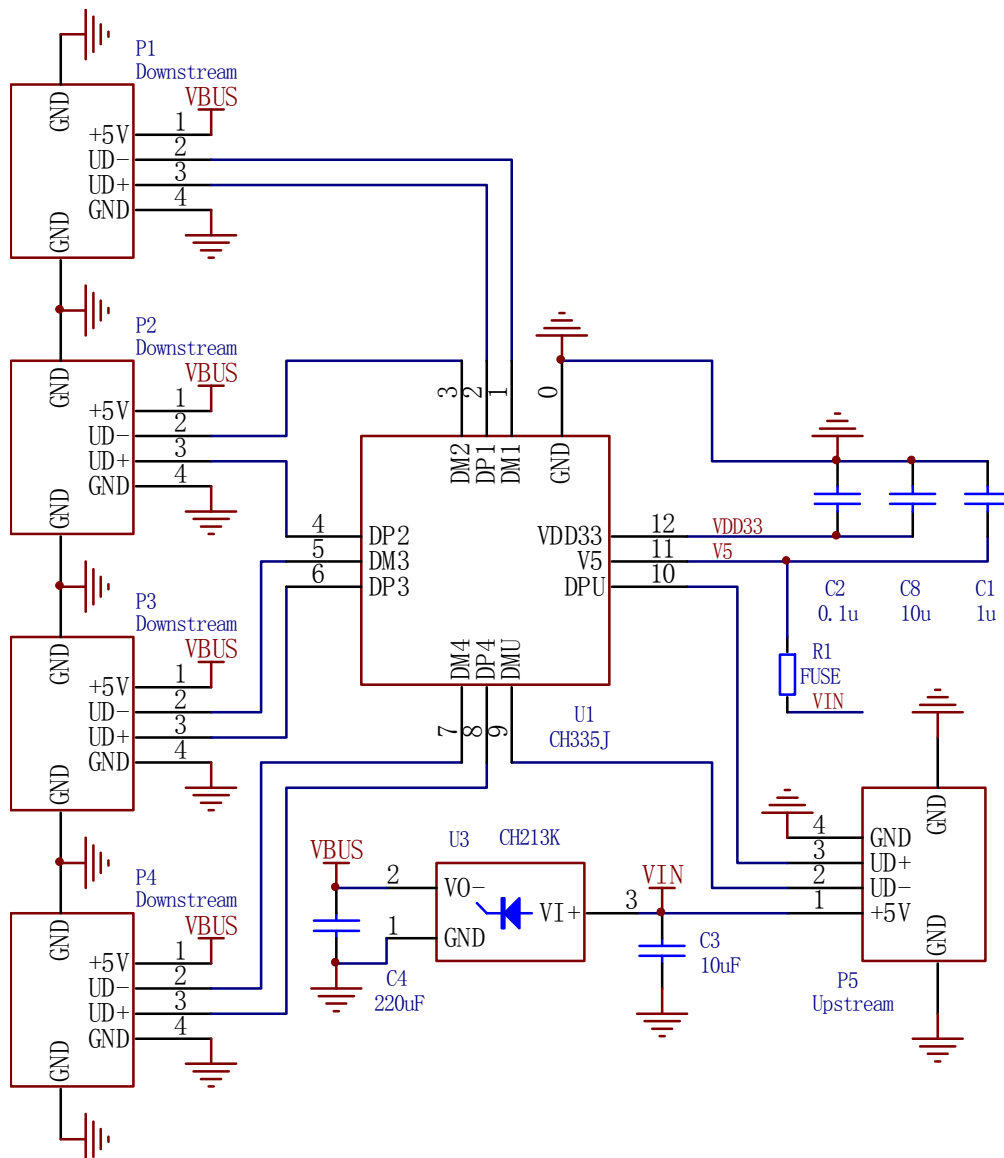 P1
Downstream
VBUS
GND
+5V 1
UD- 2
UD+ 3
GND 4
GND
P2
Downstream
VBUS
GND
+5V 1
UD- 2
UD+ 3
GND 4
GND
3 2 1 0
DM2 DP1 DM1 GND
4 DP2
5 DM3
6 DP3
VDD33 12 VDD33
V5 11 V5
DPU 10
DM4 DP4 DMU
7 8 9
U1
CH335J
C2
0.1u
C8
10u
C1
1u
R1
FUSE
VIN
P3
Downstream
VBUS
GND
+5V 1
UD- 2
UD+ 3
GND 4
GND
P4
Downstream
VBUS
GND
+5V 1
UD- 2
UD+ 3
GND 4
GND
U3 CH213K
VBUS
2 VO-
1 GND
VI+ 3
VIN
C4
220uF
C3
10uF
GND
4 GND
3 UD+
2 UD-
1 +5V
GND
P5
Upstream